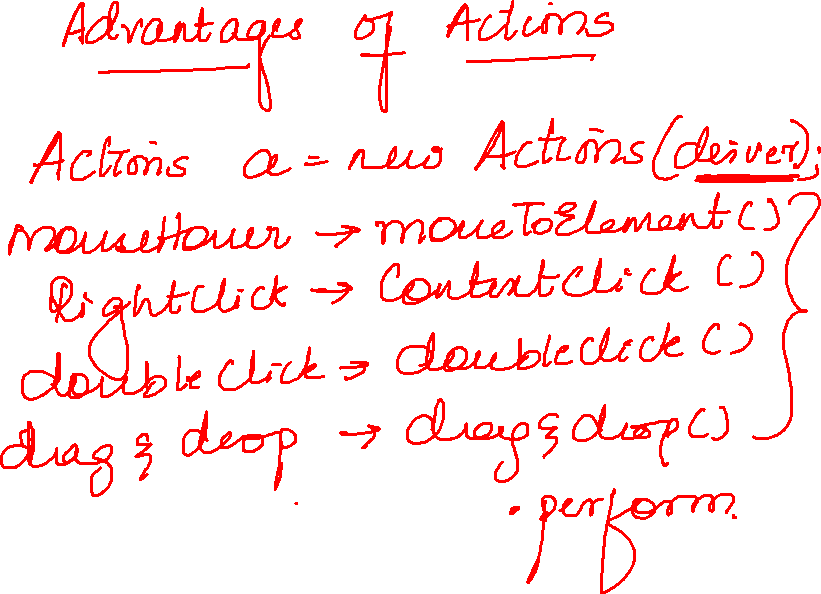 Advantages of Actions
Actions a = new Actions(driver);
MouseHover → moveToElement()
RightClick → ContextClick ()
doubleClick → doubleclick()
drag & drop → drag&drop()
.perform